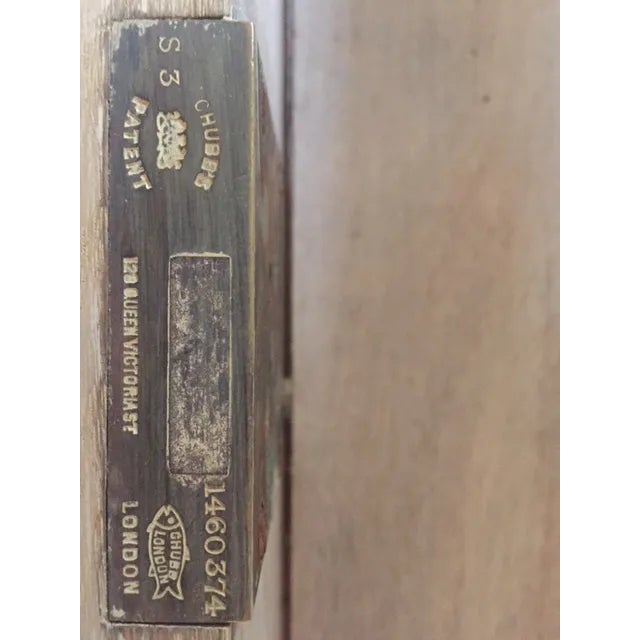 S 3
CHUBB'S
PATENT
128 QUEEN VICTORIA ST
1460374
CHUBB
LONDON
LONDON